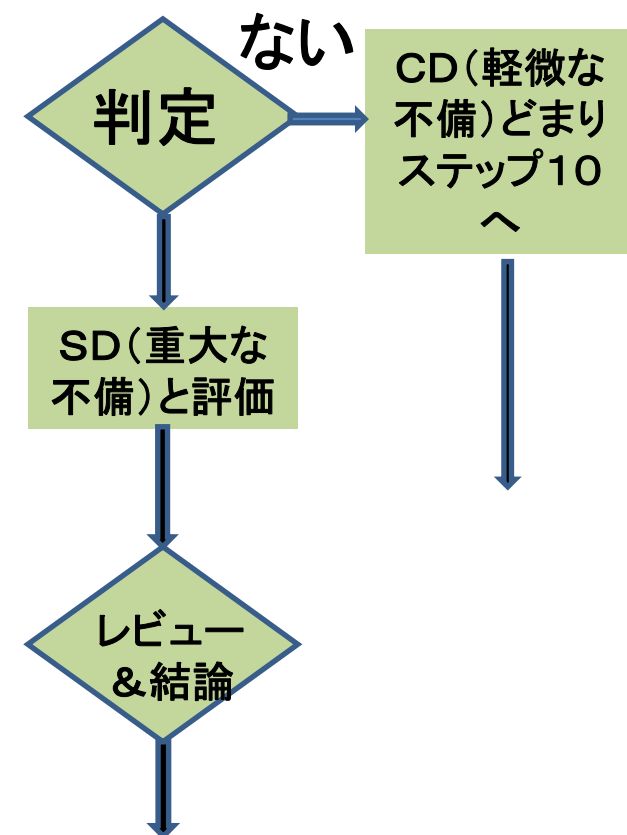 ない
判定
CD（軽微な
不備）どまり
ステップ１０
へ
SD（重大な
不備）と評価
レビュー
＆結論